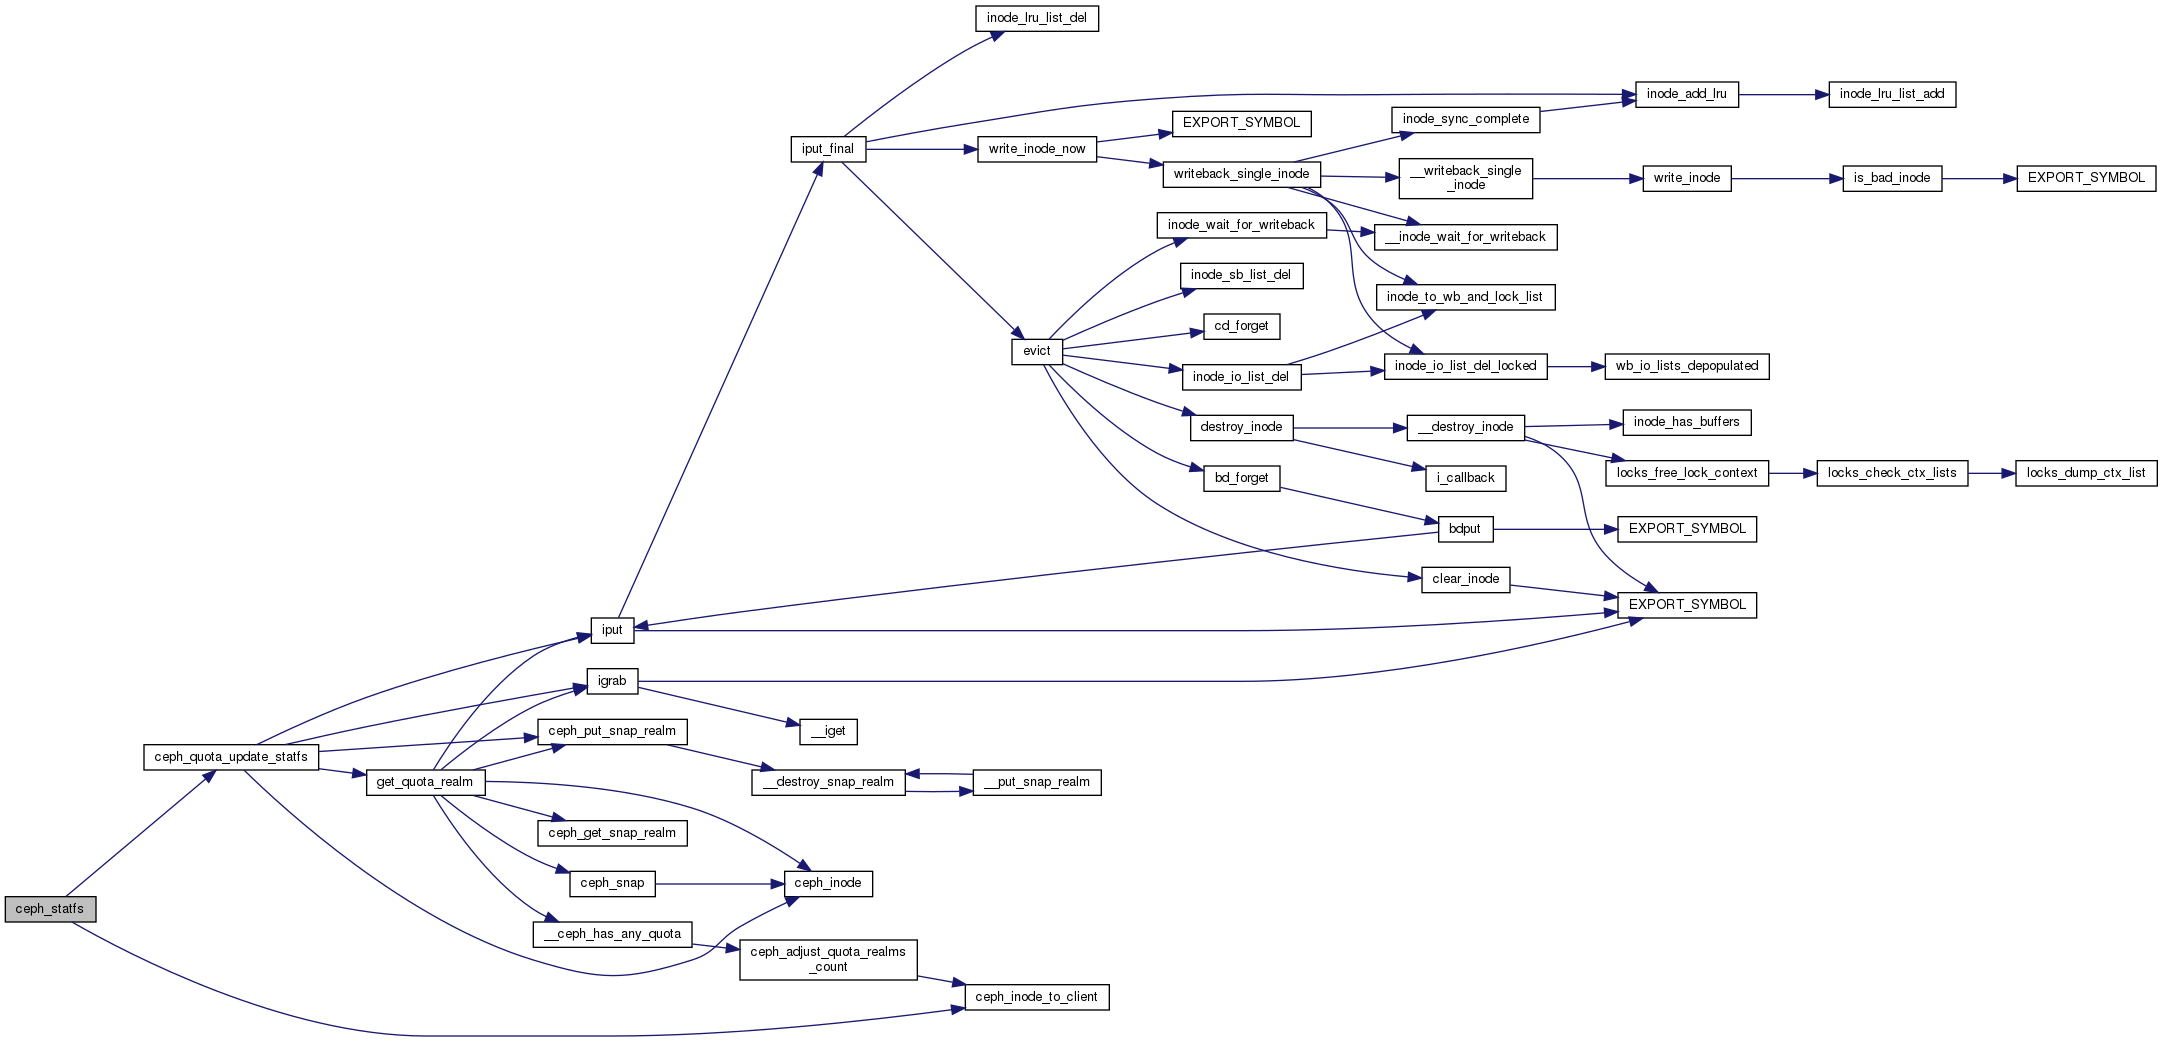 inode_lru_list_del
inode_add_lru
inode_lru_list_add
inode_sync_complete
EXPORT_SYMBOL
iput_final
write_inode_now
writeback_single_inode
__writeback_single
_inode
write_inode
is_bad_inode
EXPORT_SYMBOL
inode_wait_for_writeback
__inode_wait_for_writeback
inode_sb_list_del
inode_to_wb_and_lock_list
cd_forget
evict
inode_io_list_del
inode_io_list_del_locked
wb_io_lists_depopulated
destroy_inode
__destroy_inode
inode_has_buffers
bd_forget
i_callback
locks_free_lock_context
locks_check_ctx_lists
locks_dump_ctx_list
bdput
EXPORT_SYMBOL
clear_inode
EXPORT_SYMBOL
iput
igrab
ceph_put_snap_realm
__iget
ceph_quota_update_statfs
get_quota_realm
__destroy_snap_realm
__put_snap_realm
ceph_get_snap_realm
ceph_snap
ceph_inode
ceph_statfs
__ceph_has_any_quota
ceph_adjust_quota_realms
_count
ceph_inode_to_client